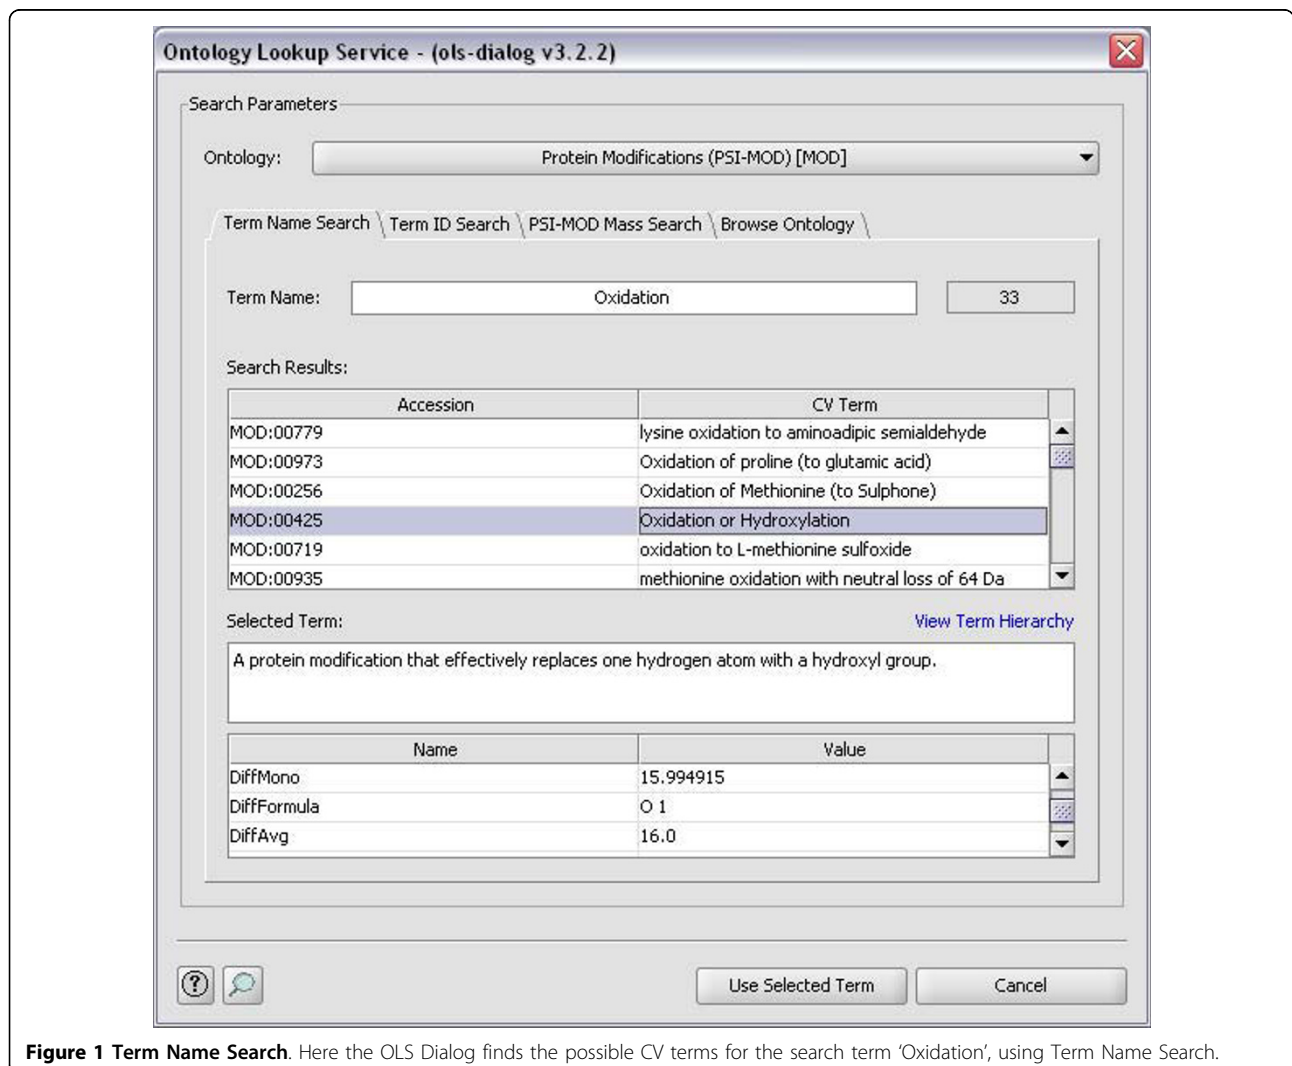 Ontology Lookup Service - (ols-dialog v3.2.2)
Search Parameters
Ontology: Protein Modifications (PSI-MOD) [MOD]
Term Name Search Term ID Search PSI-MOD Mass Search Browse Ontology
Term Name: Oxidation 33
Search Results:
Accession CV Term
MOD:00779 lysine oxidation to aminoadipic semialdehyde
MOD:00973 Oxidation of proline (to glutamic acid)
MOD:00256 Oxidation of Methionine (to Sulphone)
MOD:00425 Oxidation or Hydroxylation
MOD:00719 oxidation to L-methionine sulfoxide
MOD:00935 methionine oxidation with neutral loss of 64 Da
Selected Term: View Term Hierarchy
A protein modification that effectively replaces one hydrogen atom with a hydroxyl group.
Name Value
DiffMono 15.994915
DiffFormula O 1
DiffAvg 16.0
? Use Selected Term Cancel
Figure 1 Term Name Search. Here the OLS Dialog finds the possible CV terms for the search term ‘Oxidation’, using Term Name Search.